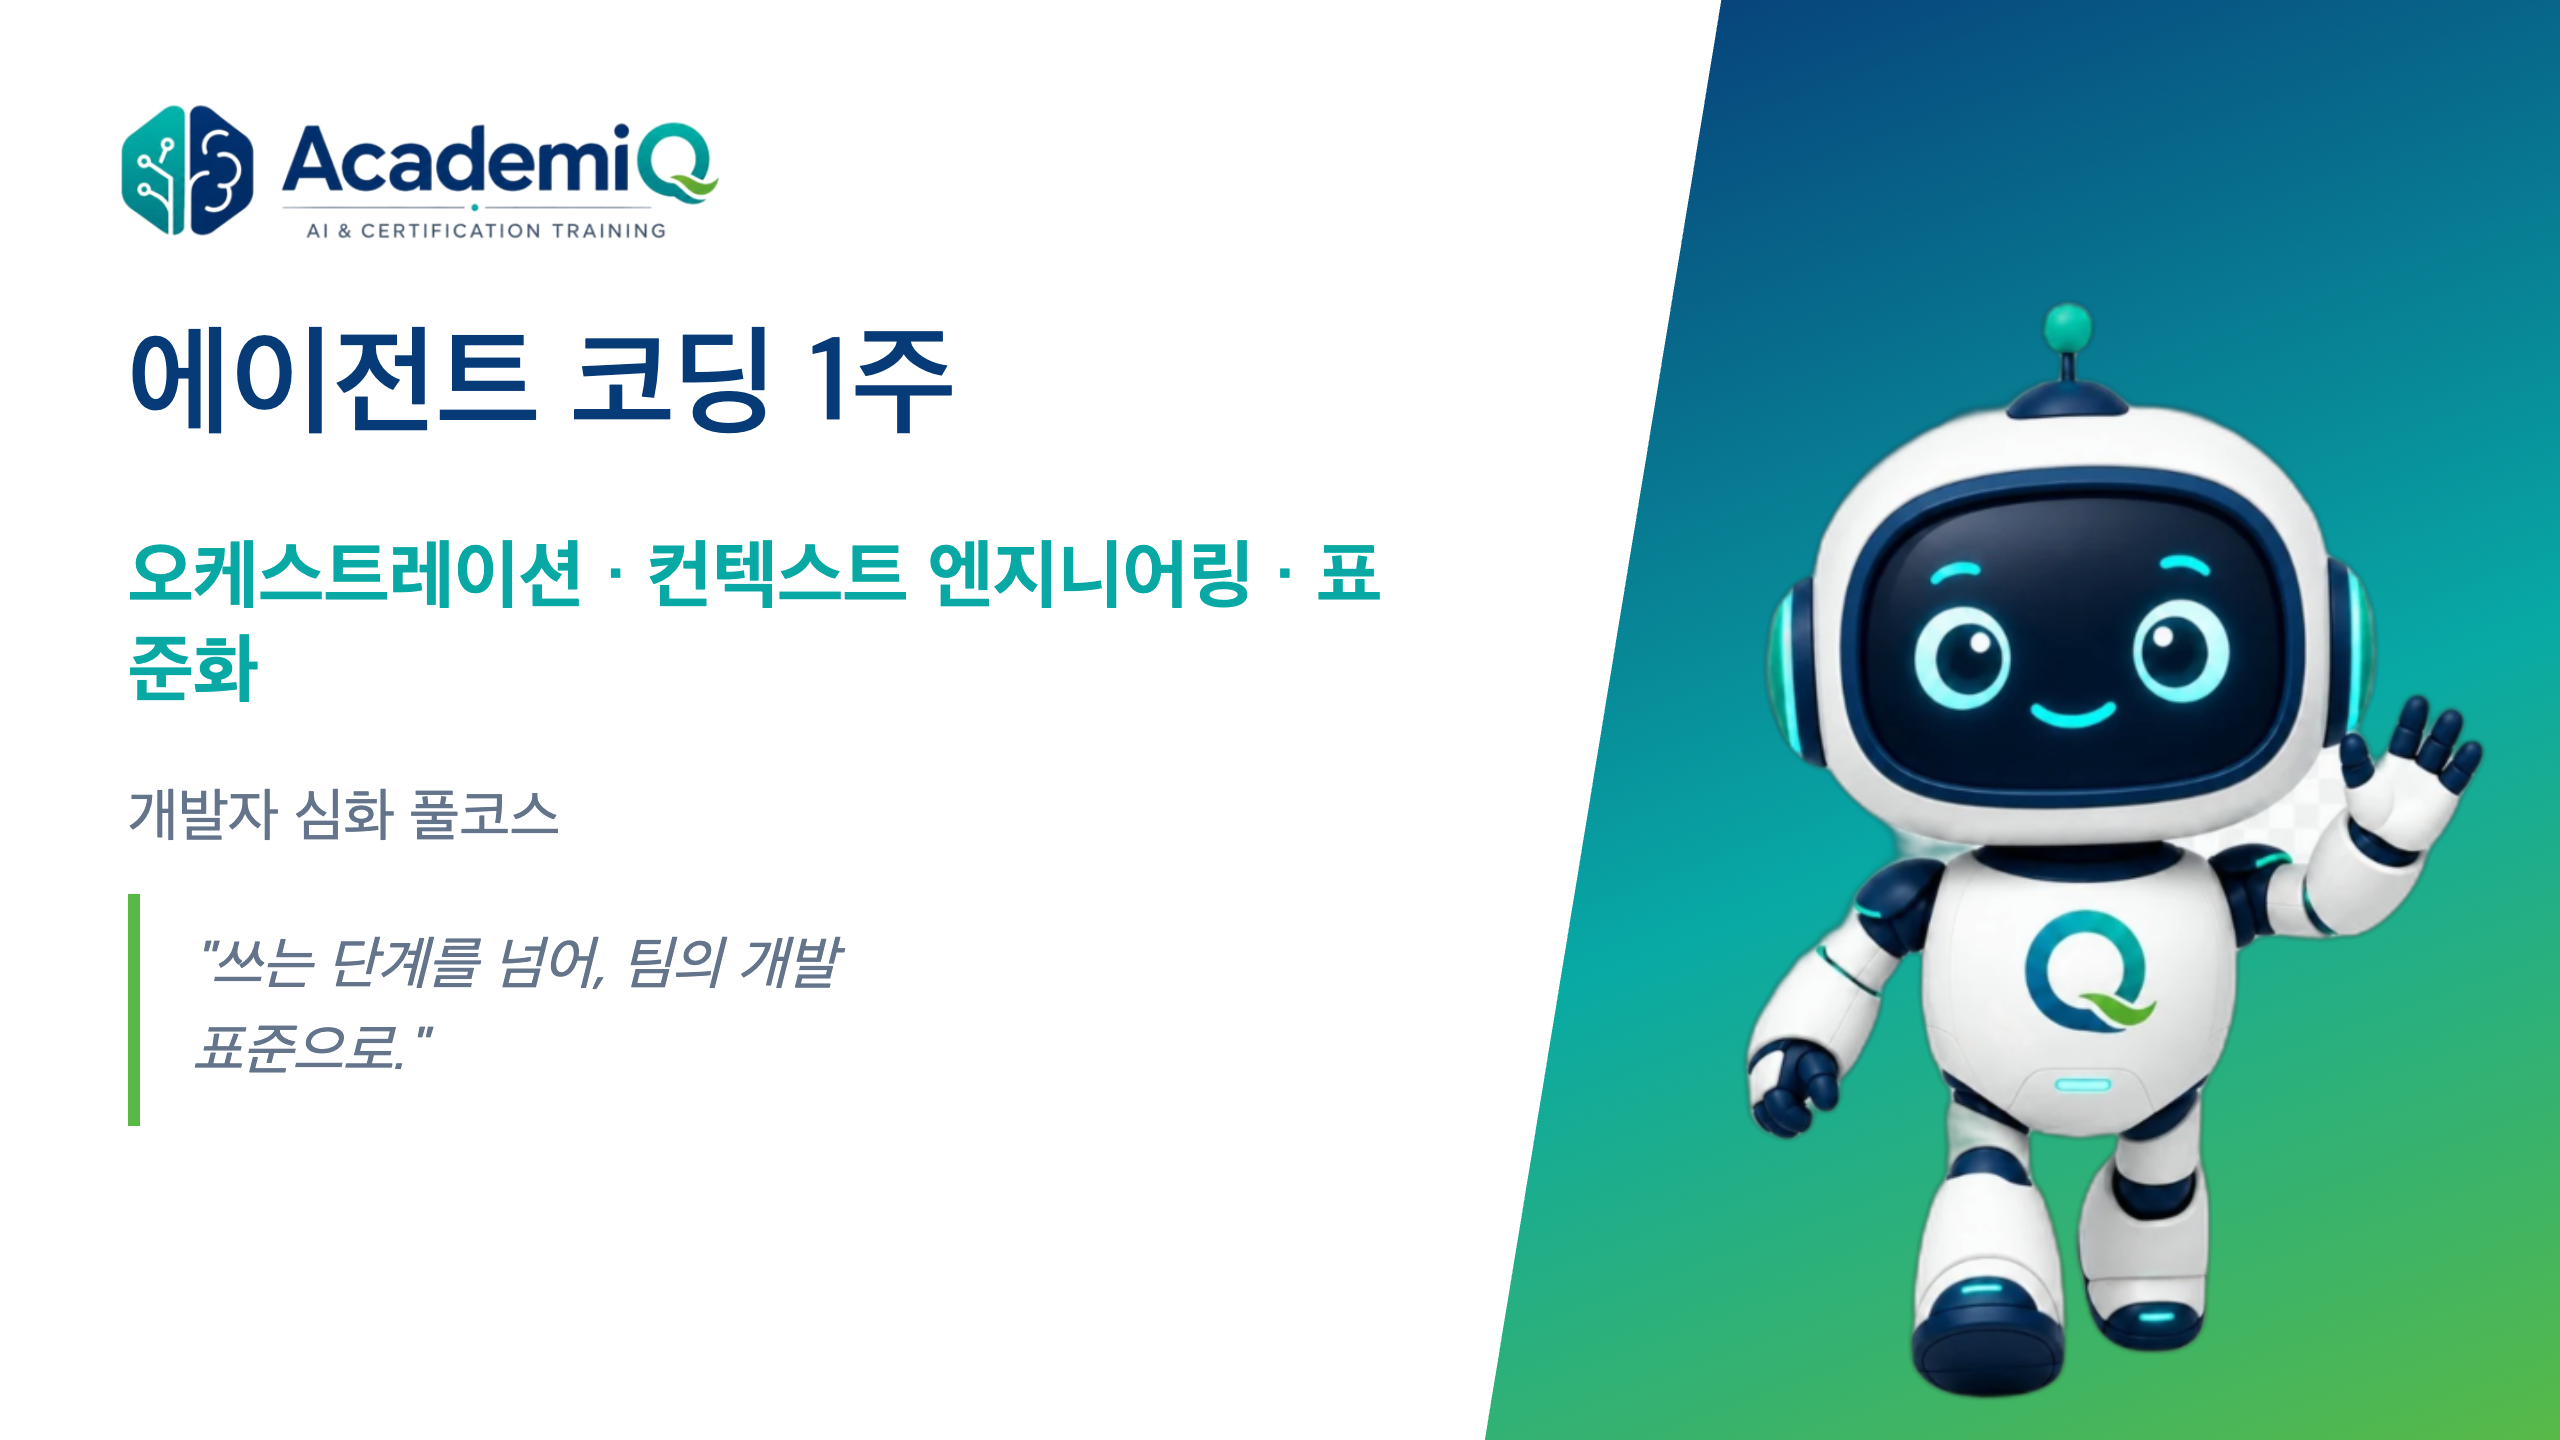 AcademiQ
AI & CERTIFICATION TRAINING
에이전트 코딩 1주
오케스트레이션 · 컨텍스트 엔지니어링 · 표
준화
개발자 심화 풀코스
"쓰는 단계를 넘어, 팀의 개발
표준으로."
Q